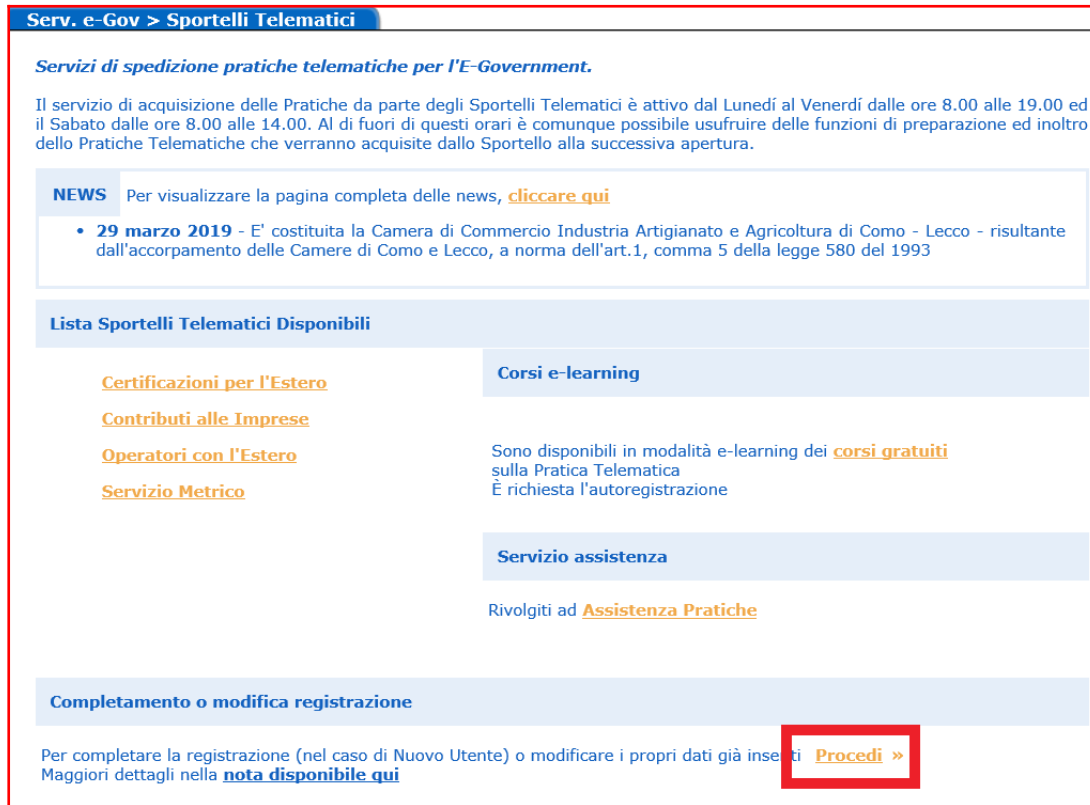 Serv. e-Gov > Sportelli Telematici
Servizi di spedizione pratiche telematiche per l'E-Government.
Il servizio di acquisizione delle Pratiche da parte degli Sportelli Telematici è attivo dal Lunedí al Venerdí dalle ore 8.00 alle 19.00 ed
il Sabato dalle ore 8.00 alle 14.00. Al di fuori di questi orari è comunque possibile usufruire delle funzioni di preparazione ed inoltro
dello Pratiche Telematiche che verranno acquisite dallo Sportello alla successiva apertura.
NEWS Per visualizzare la pagina completa delle news, cliccare qui
• 29 marzo 2019 - E' costituita la Camera di Commercio Industria Artigianato e Agricoltura di Como - Lecco - risultante
dall'accorpamento delle Camere di Como e Lecco, a norma dell'art.1, comma 5 della legge 580 del 1993
Lista Sportelli Telematici Disponibili
Certificazioni per l'Estero
Contributi alle Imprese
Operatori con l'Estero
Servizio Metrico
Corsi e-learning
Sono disponibili in modalità e-learning dei corsi gratuiti
sulla Pratica Telematica
È richiesta l'autoregistrazione
Servizio assistenza
Rivolgiti ad Assistenza Pratiche
Completamento o modifica registrazione
Per completare la registrazione (nel caso di Nuovo Utente) o modificare i propri dati già inseriti Procedi »
Maggiori dettagli nella nota disponibile qui